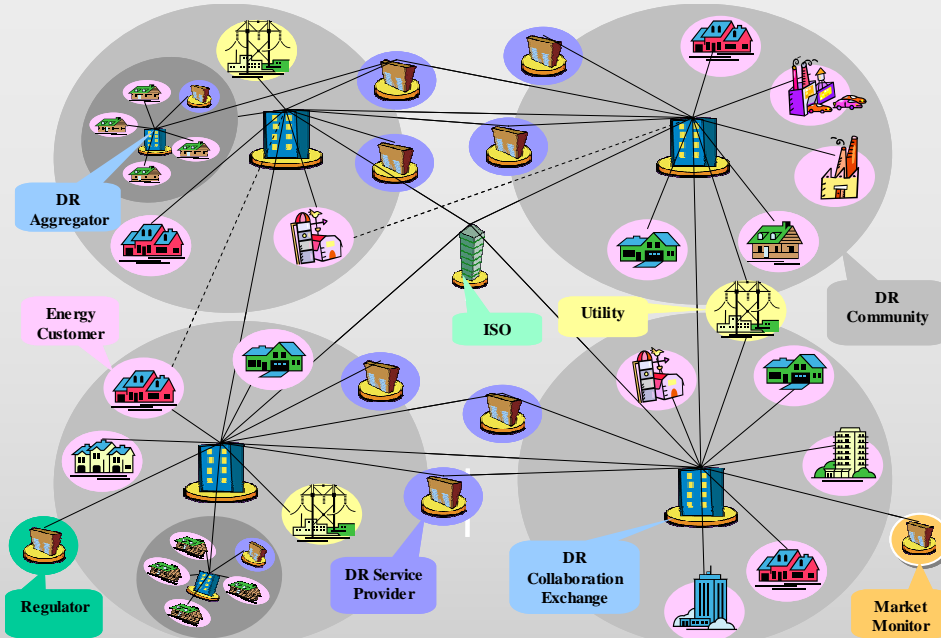 DR
Aggregator
Energy
Customer
ISO
Utility
DR
Community
Regulator
DR Service
Provider
DR
Collaboration
Exchange
Market
Monitor